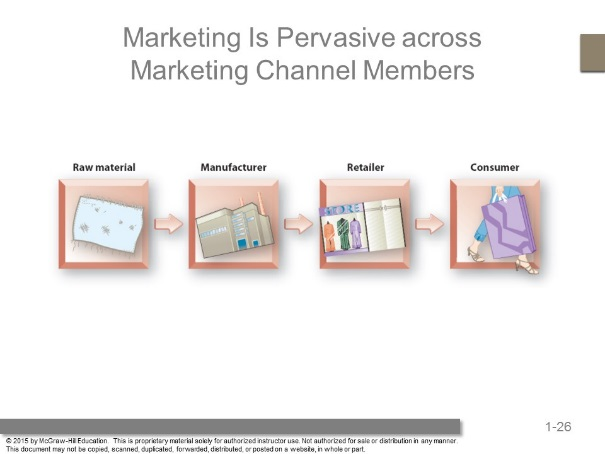 Marketing Is Pervasive across
Marketing Channel Members
Raw material
Manufacturer
Retailer
Consumer
1-26
© 2015 by McGraw-Hill Education. This is proprietary material solely for authorized instructor use. Not authorized for sale or distribution in any manner.
This document may not be copied, scanned, duplicated, forwarded, distributed, or posted on a website, in whole or part.